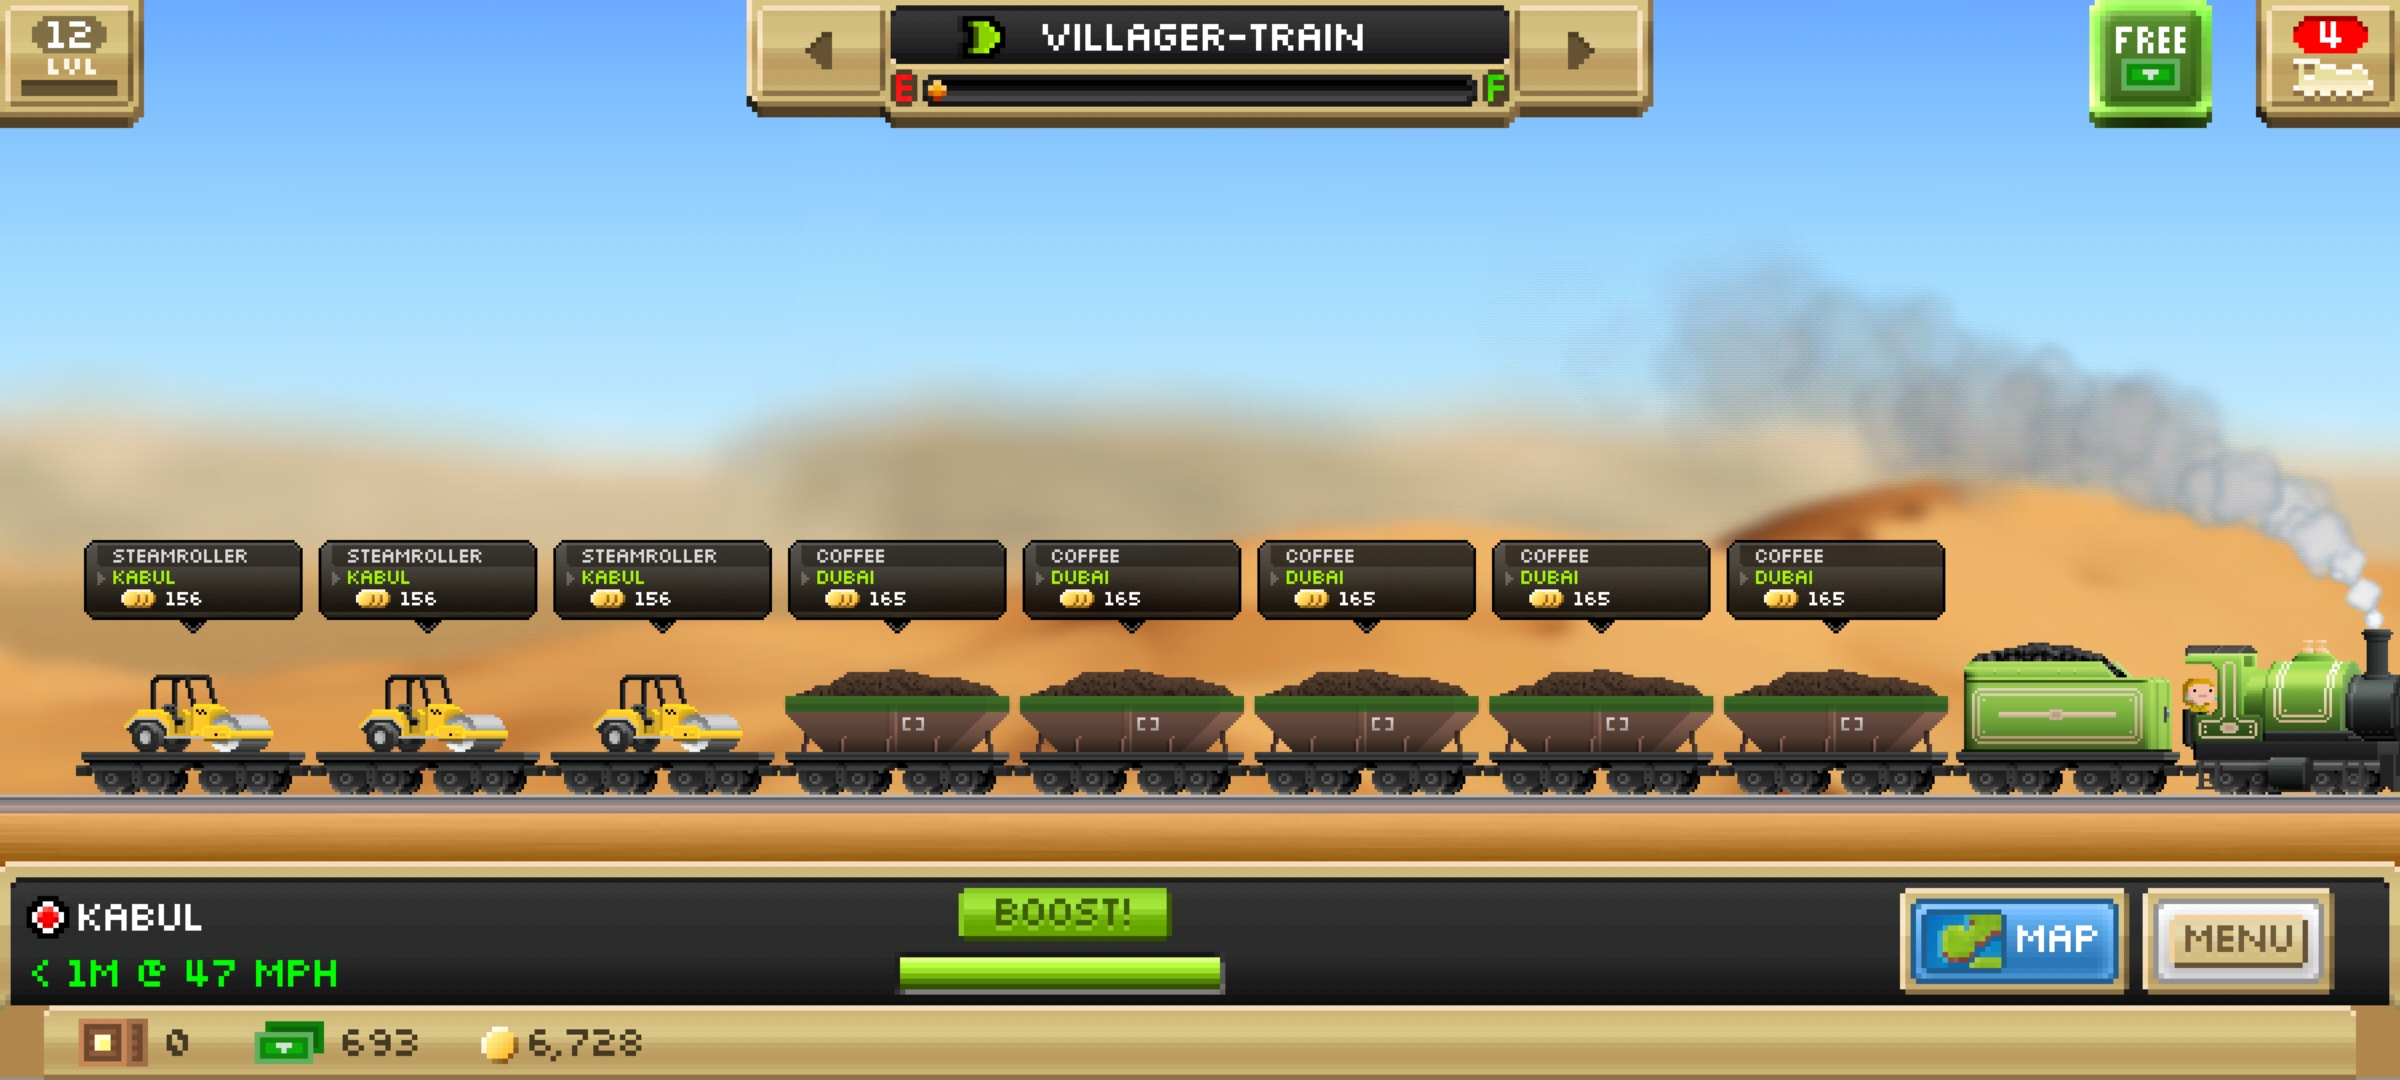 12
LVL
VILLAGER-TRAIN
E F
FREE
4
STEAMROLLER
KABUL
156
STEAMROLLER
KABUL
156
STEAMROLLER
KABUL
156
COFFEE
DUBAI
165
COFFEE
DUBAI
165
COFFEE
DUBAI
165
COFFEE
DUBAI
165
COFFEE
DUBAI
165
KABUL
< 1M @ 47 MPH
BOOST!
MAP
MENU
0
693
6,728